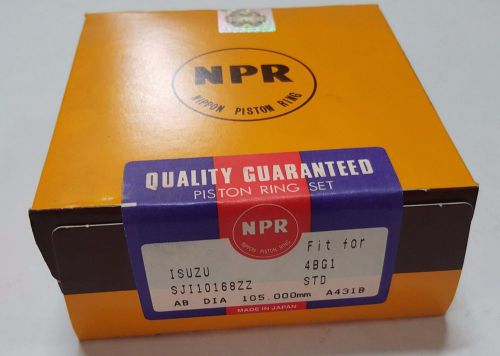 NPR
NIPPON PISTON RING
QUALITY GUARANTEED
PISTON RING SET
NPR
NIPPON PISTON RING
Fit for
ISUZU 4BG1
SJI10168ZZ STD
AB DIA 105.000mm A431B
MADE IN JAPAN